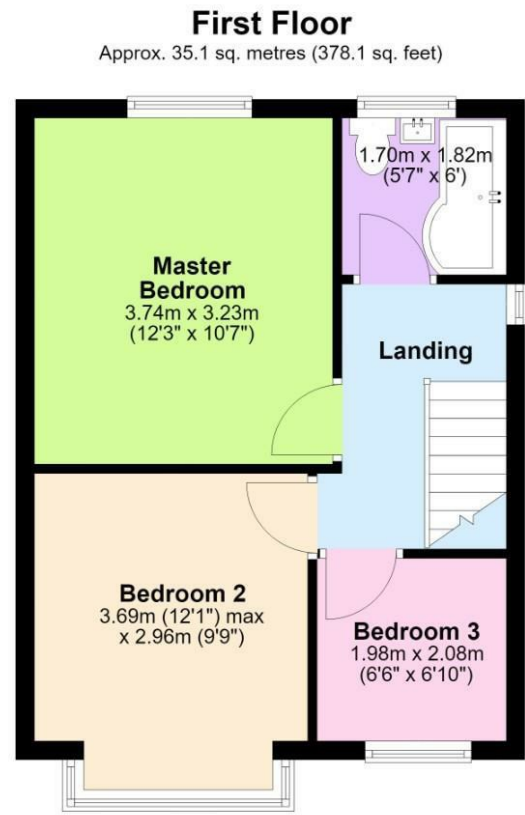 First Floor
Approx. 35.1 sq. metres (378.1 sq. feet)
1.70m x 1.82m
(5'7" x 6')
Master
Bedroom
3.74m x 3.23m
(12'3" x 10'7")
Landing
Bedroom 2
3.69m (12'1") max
x 2.96m (9'9")
Bedroom 3
1.98m x 2.08m
(6'6" x 6'10")